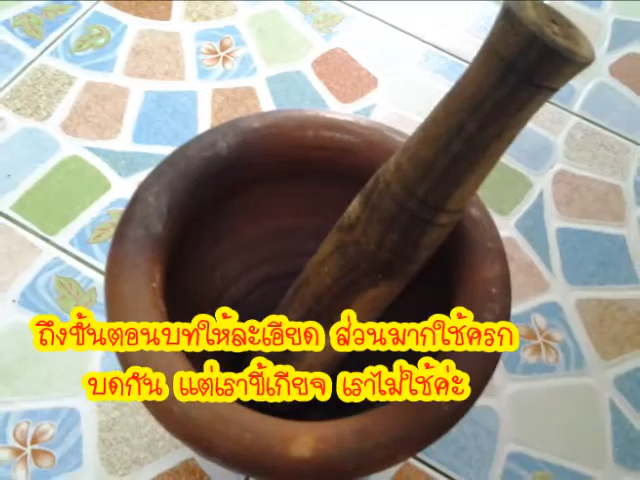 ถึงขั้นตอนบทให้ละเอียด ส่วนมากใช้ครก
บดกัน แต่เราขี้เกียจ เราไม่ใช้ค่ะ